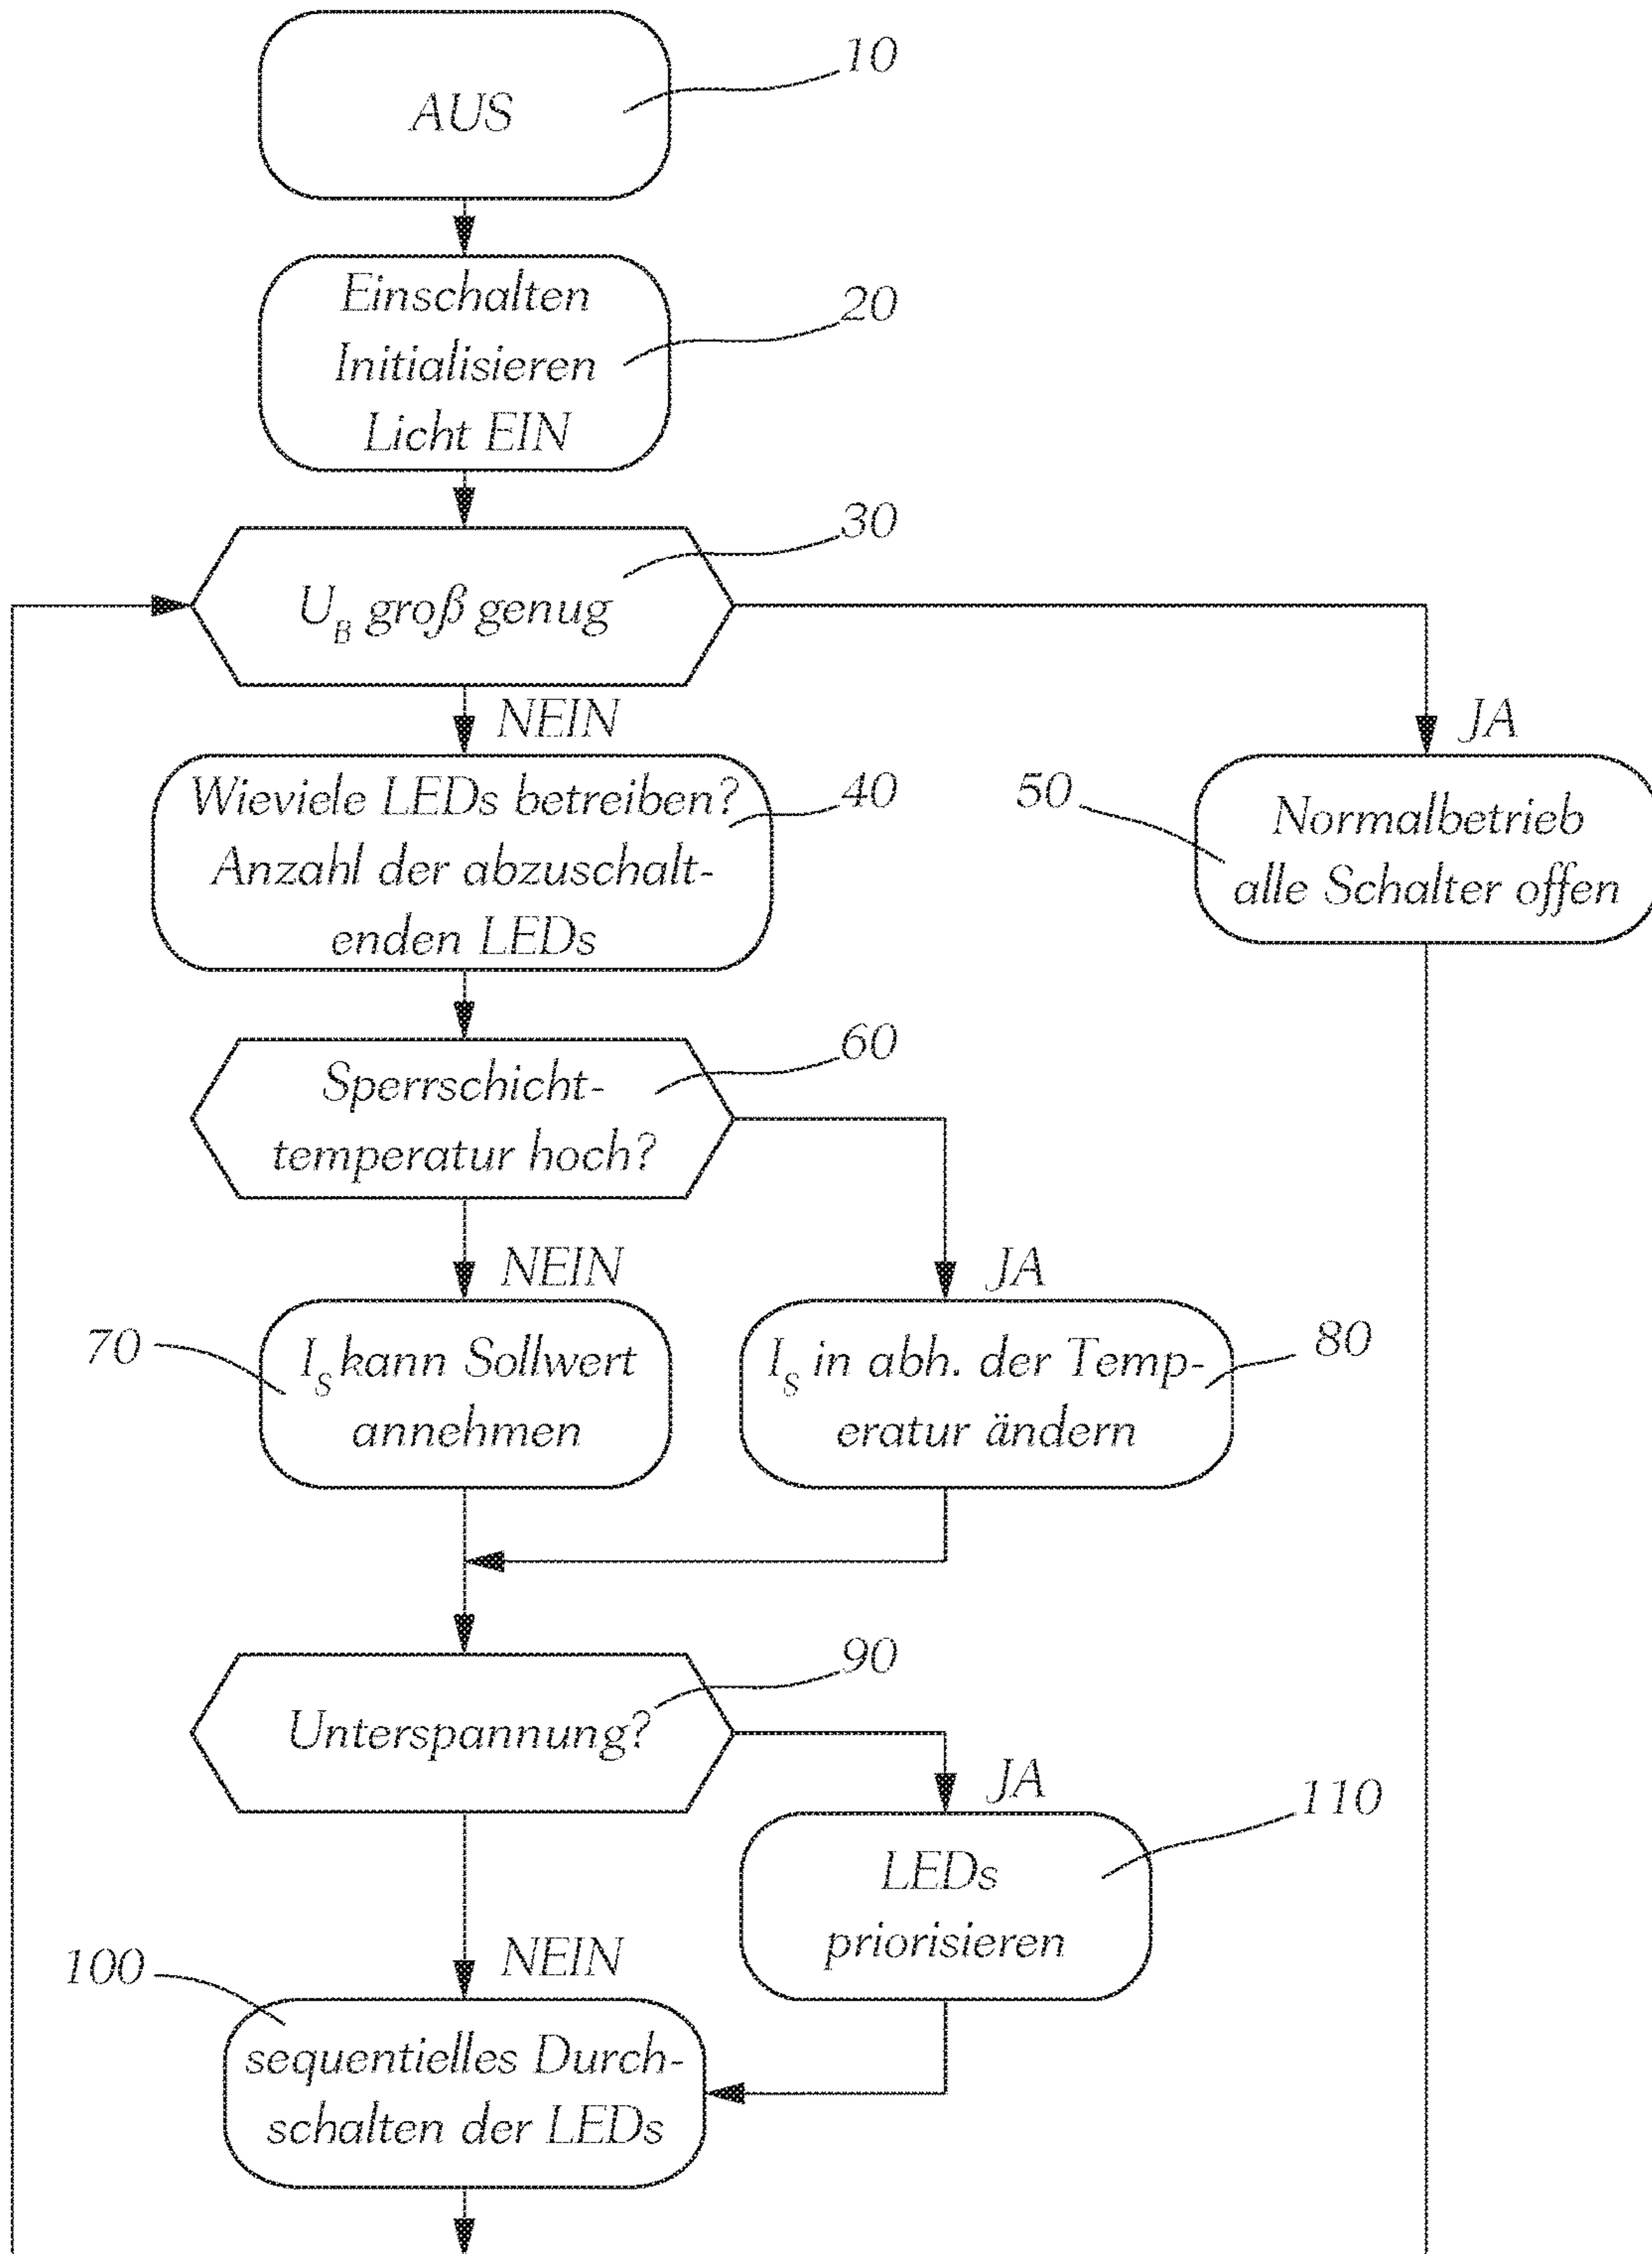 10
AUS
20
Einschalten
Initialisieren
Licht EIN
30
U_B groß genug
NEIN
JA
40
Wieviele LEDs betreiben?
Anzahl der abzuschalt-
enden LEDs
50
Normalbetrieb
alle Schalter offen
60
Sperrschicht-
temperatur hoch?
NEIN
JA
70
I_S kann Sollwert
annehmen
80
I_S in abh. der Temp-
eratur ändern
90
Unterspannung?
JA
110
LEDs
priorisieren
NEIN
100
sequentielles Durch-
schalten der LEDs